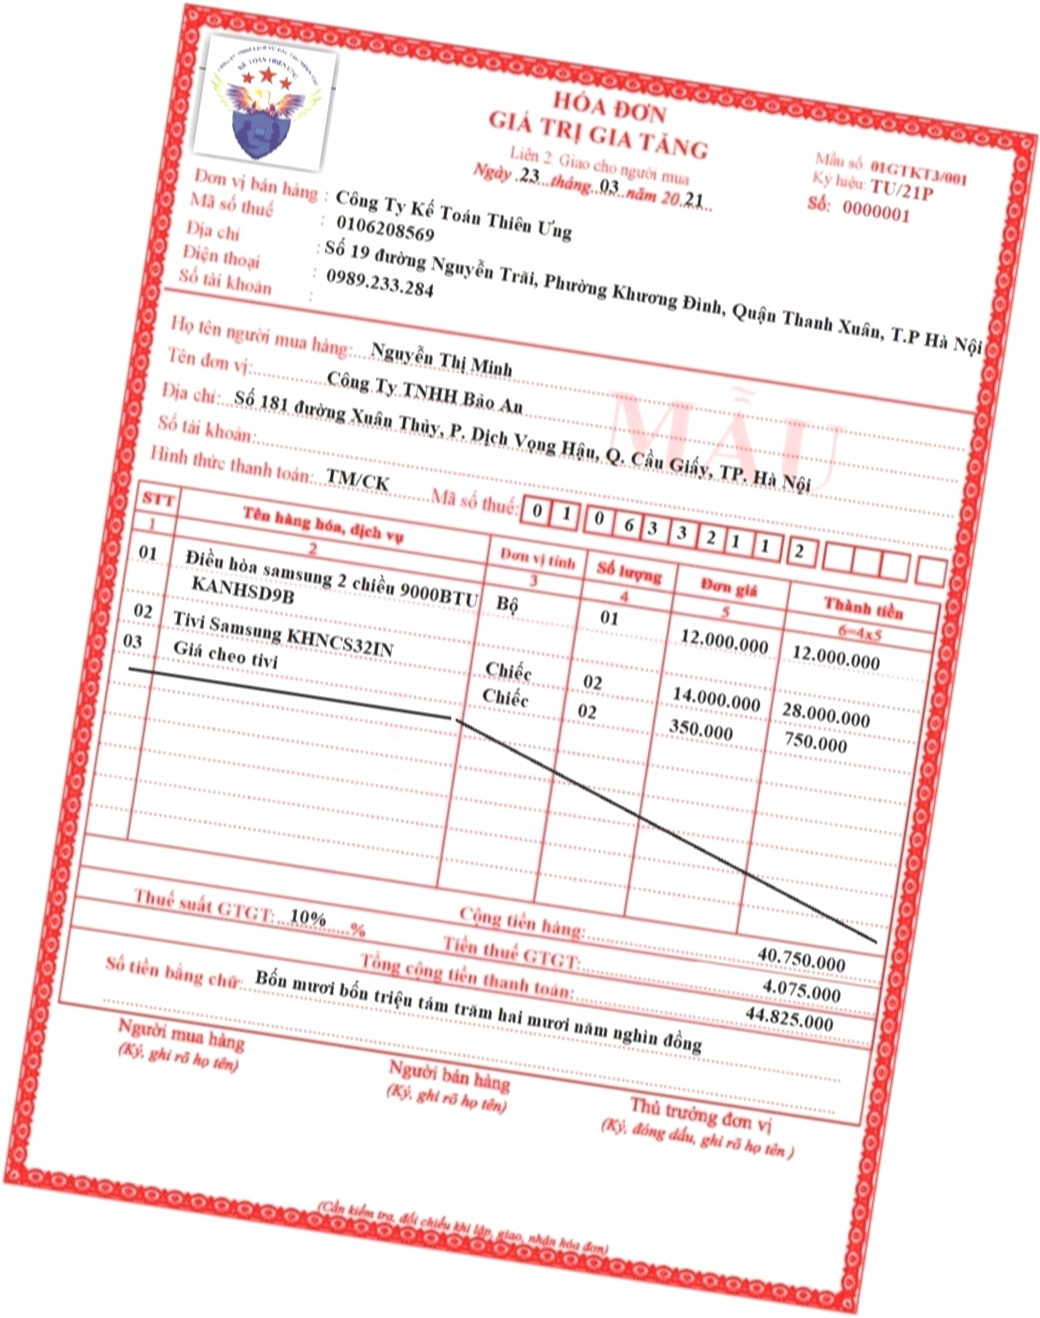 KẾ TOÁN THIÊN ƯNG
HÓA ĐƠN
GIÁ TRỊ GIA TĂNG
Liên 2: Giao cho người mua
Ngày .23...tháng..03...năm 20.21...
Mẫu số: 01GTKT3/001
Ký hiệu: TU/21P
Số: 0000001
Đơn vị bán hàng : Công Ty Kế Toán Thiên Ưng
Mã số thuế : 0106208569
Địa chỉ : Số 19 đường Nguyễn Trãi, Phường Khương Đình, Quận Thanh Xuân, T.P Hà Nội
Điện thoại : 0989.233.284
Số tài khoản :
Họ tên người mua hàng: Nguyễn Thị Minh
Tên đơn vị: Công Ty TNHH Bảo An
Địa chỉ: Số 181 đường Xuân Thủy, P. Dịch Vọng Hậu, Q. Cầu Giấy, TP. Hà Nội
MẪU
Số tài khoản:
Hình thức thanh toán: TM/CK Mã số thuế: 0 1 0 6 3 3 2 1 1 2
STT Tên hàng hóa, dịch vụ Đơn vị tính Số lượng Đơn giá Thành tiền
1 2 3 4 5 6=4x5
01 Điều hòa samsung 2 chiều 9000BTU Bộ 01 12.000.000 12.000.000
KANHSD9B
02 Tivi Samsung KHNCS32IN Chiếc 02 14.000.000 28.000.000
03 Giá cheo tivi Chiếc 02 350.000 750.000
Cộng tiền hàng: 40.750.000
Thuế suất GTGT: 10% % Tiền thuế GTGT: 4.075.000
Tổng cộng tiền thanh toán: 44.825.000
Số tiền bằng chữ: Bốn mươi bốn triệu tám trăm hai mươi năm nghìn đồng
Người mua hàng Người bán hàng Thủ trưởng đơn vị
(Ký, ghi rõ họ tên) (Ký, ghi rõ họ tên) (Ký, đóng dấu, ghi rõ họ tên )
(Cần kiểm tra, đối chiếu khi lập, giao, nhận hóa đơn)